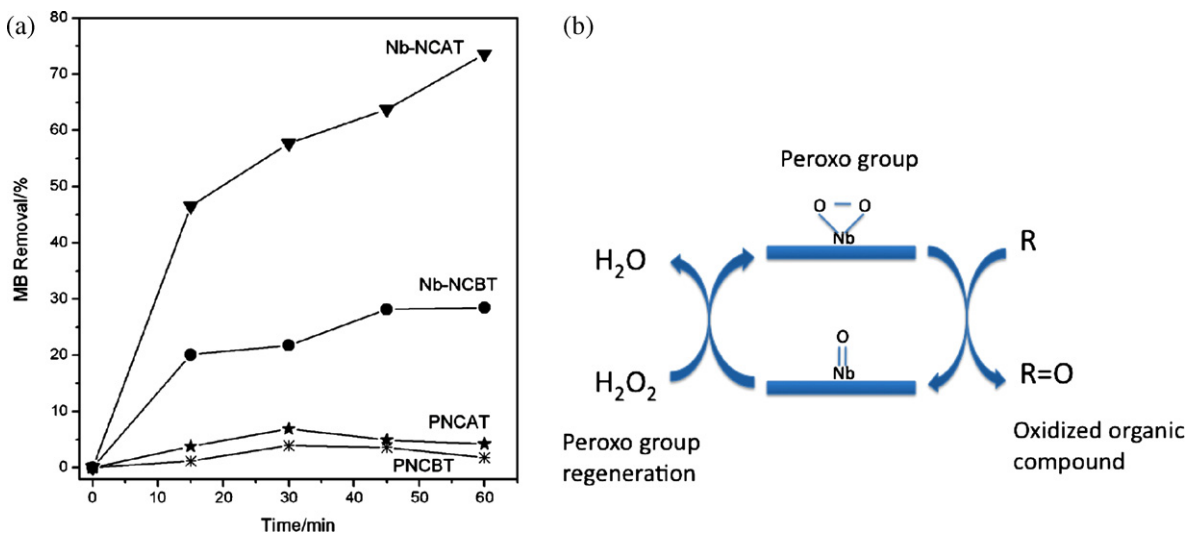 (a)
80
70
60
50
40
30
20
10
0
MB Removal/%
Nb-NCAT
Nb-NCBT
PNCAT
PNCBT
0 10 20 30 40 50 60
Time/min
(b)
Peroxo group
O O
Nb
H₂O
R
O
Nb
H₂O₂
R=O
Peroxo group
regeneration
Oxidized organic
compound